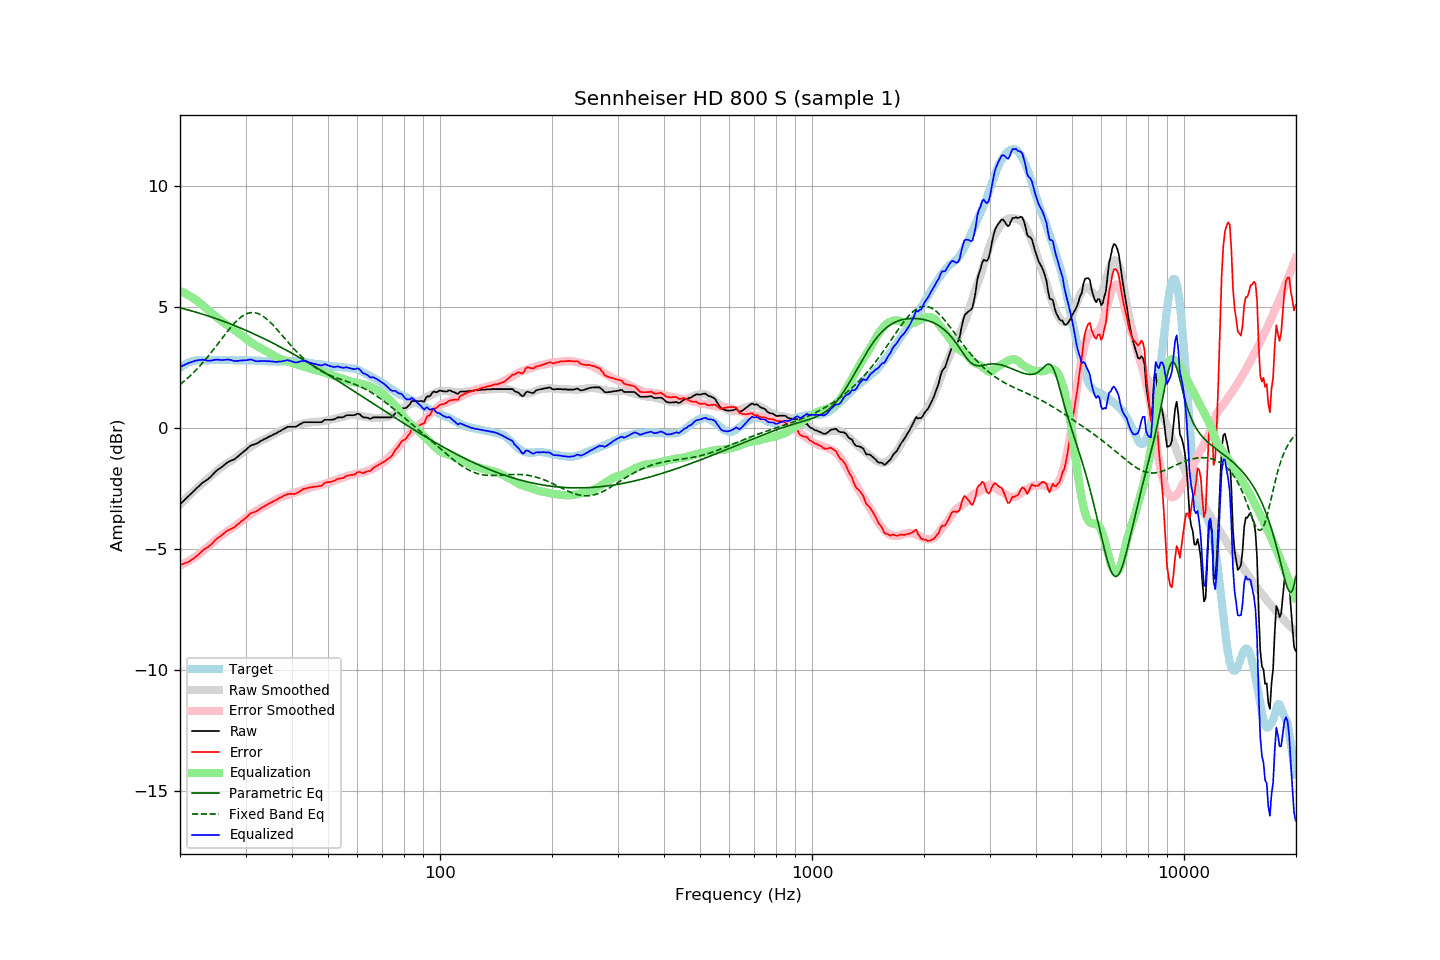 Sennheiser HD 800 S (sample 1)
Amplitude (dBr)
10
5
0
−5
−10
−15
Target
Raw Smoothed
Error Smoothed
Raw
Error
Equalization
Parametric Eq
Fixed Band Eq
Equalized
100
1000
10000
Frequency (Hz)